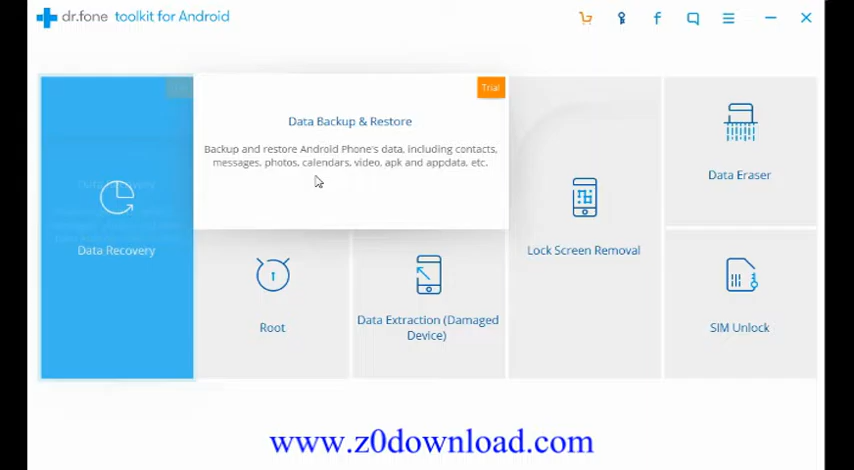 dr.fone toolkit for Android
Trial
Data Backup & Restore
Backup and restore Android Phone's data, including contacts,
messages, photos, calendars, video, apk and appdata, etc.
Data Recovery
Root
Data Extraction (Damaged
Device)
Lock Screen Removal
Data Eraser
SIM Unlock
www.z0download.com